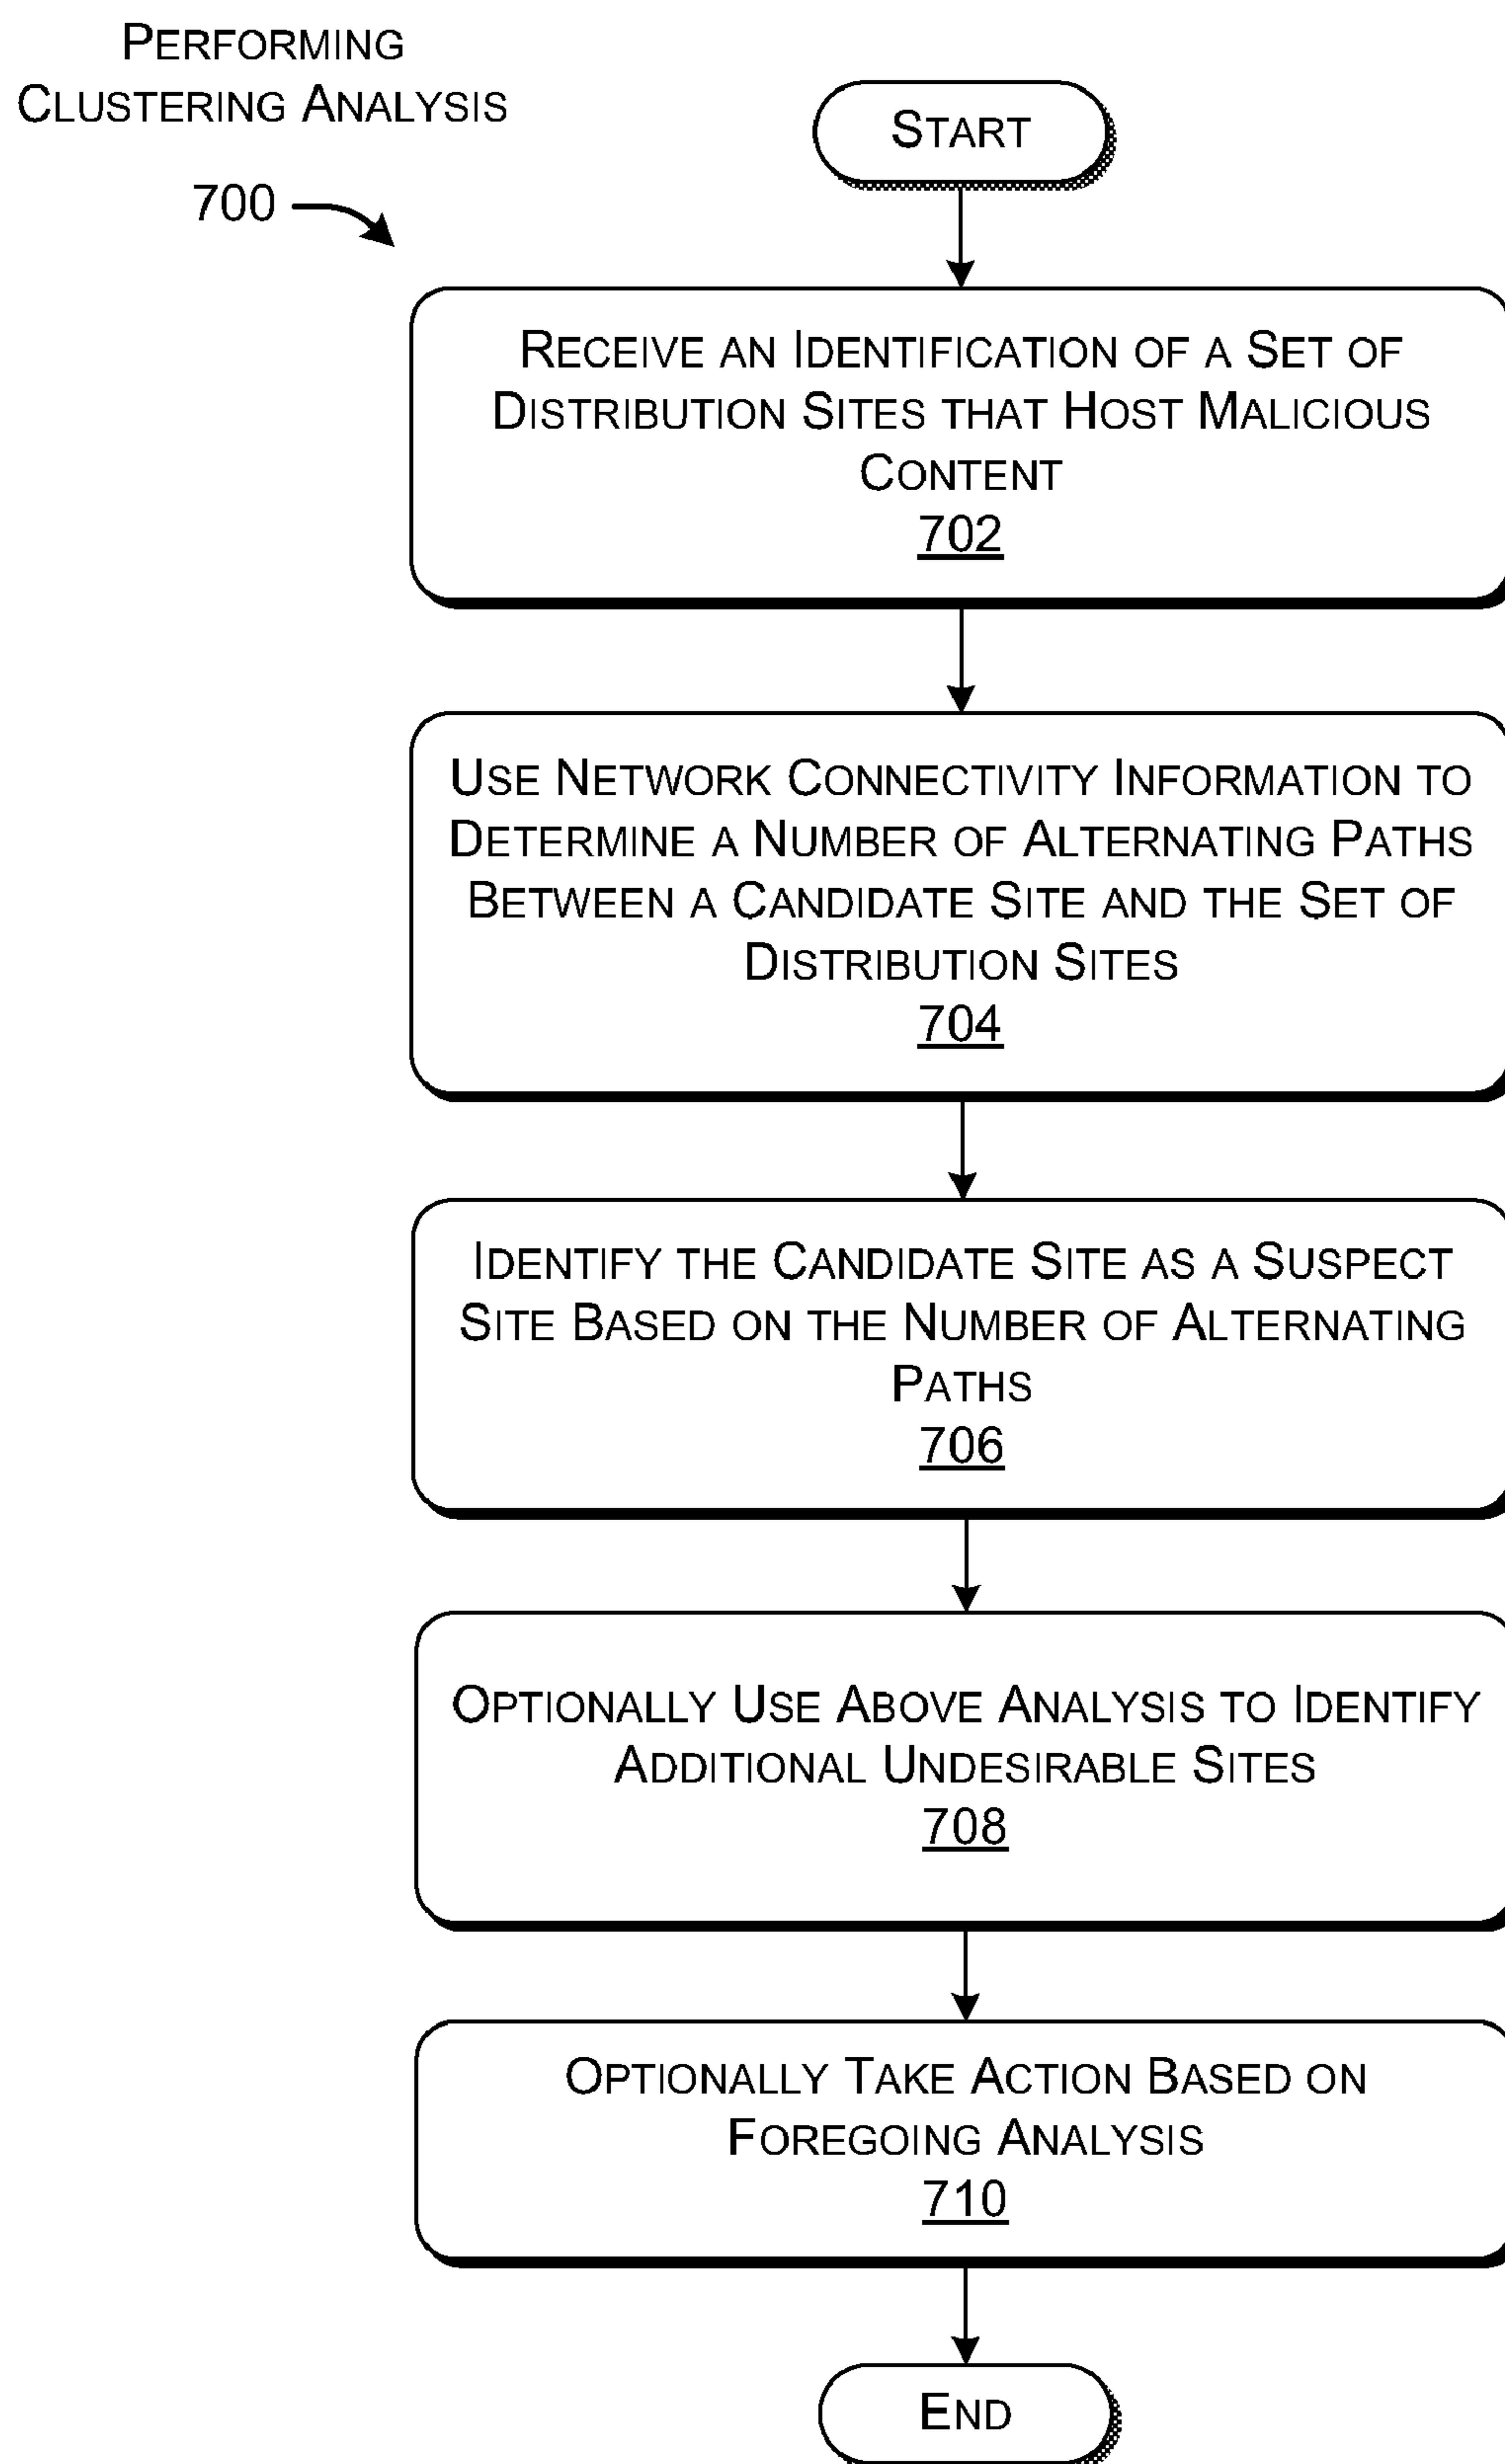 PERFORMING
CLUSTERING ANALYSIS
700
START
RECEIVE AN IDENTIFICATION OF A SET OF
DISTRIBUTION SITES THAT HOST MALICIOUS
CONTENT
702
USE NETWORK CONNECTIVITY INFORMATION TO
DETERMINE A NUMBER OF ALTERNATING PATHS
BETWEEN A CANDIDATE SITE AND THE SET OF
DISTRIBUTION SITES
704
IDENTIFY THE CANDIDATE SITE AS A SUSPECT
SITE BASED ON THE NUMBER OF ALTERNATING
PATHS
706
OPTIONALLY USE ABOVE ANALYSIS TO IDENTIFY
ADDITIONAL UNDESIRABLE SITES
708
OPTIONALLY TAKE ACTION BASED ON
FOREGOING ANALYSIS
710
END